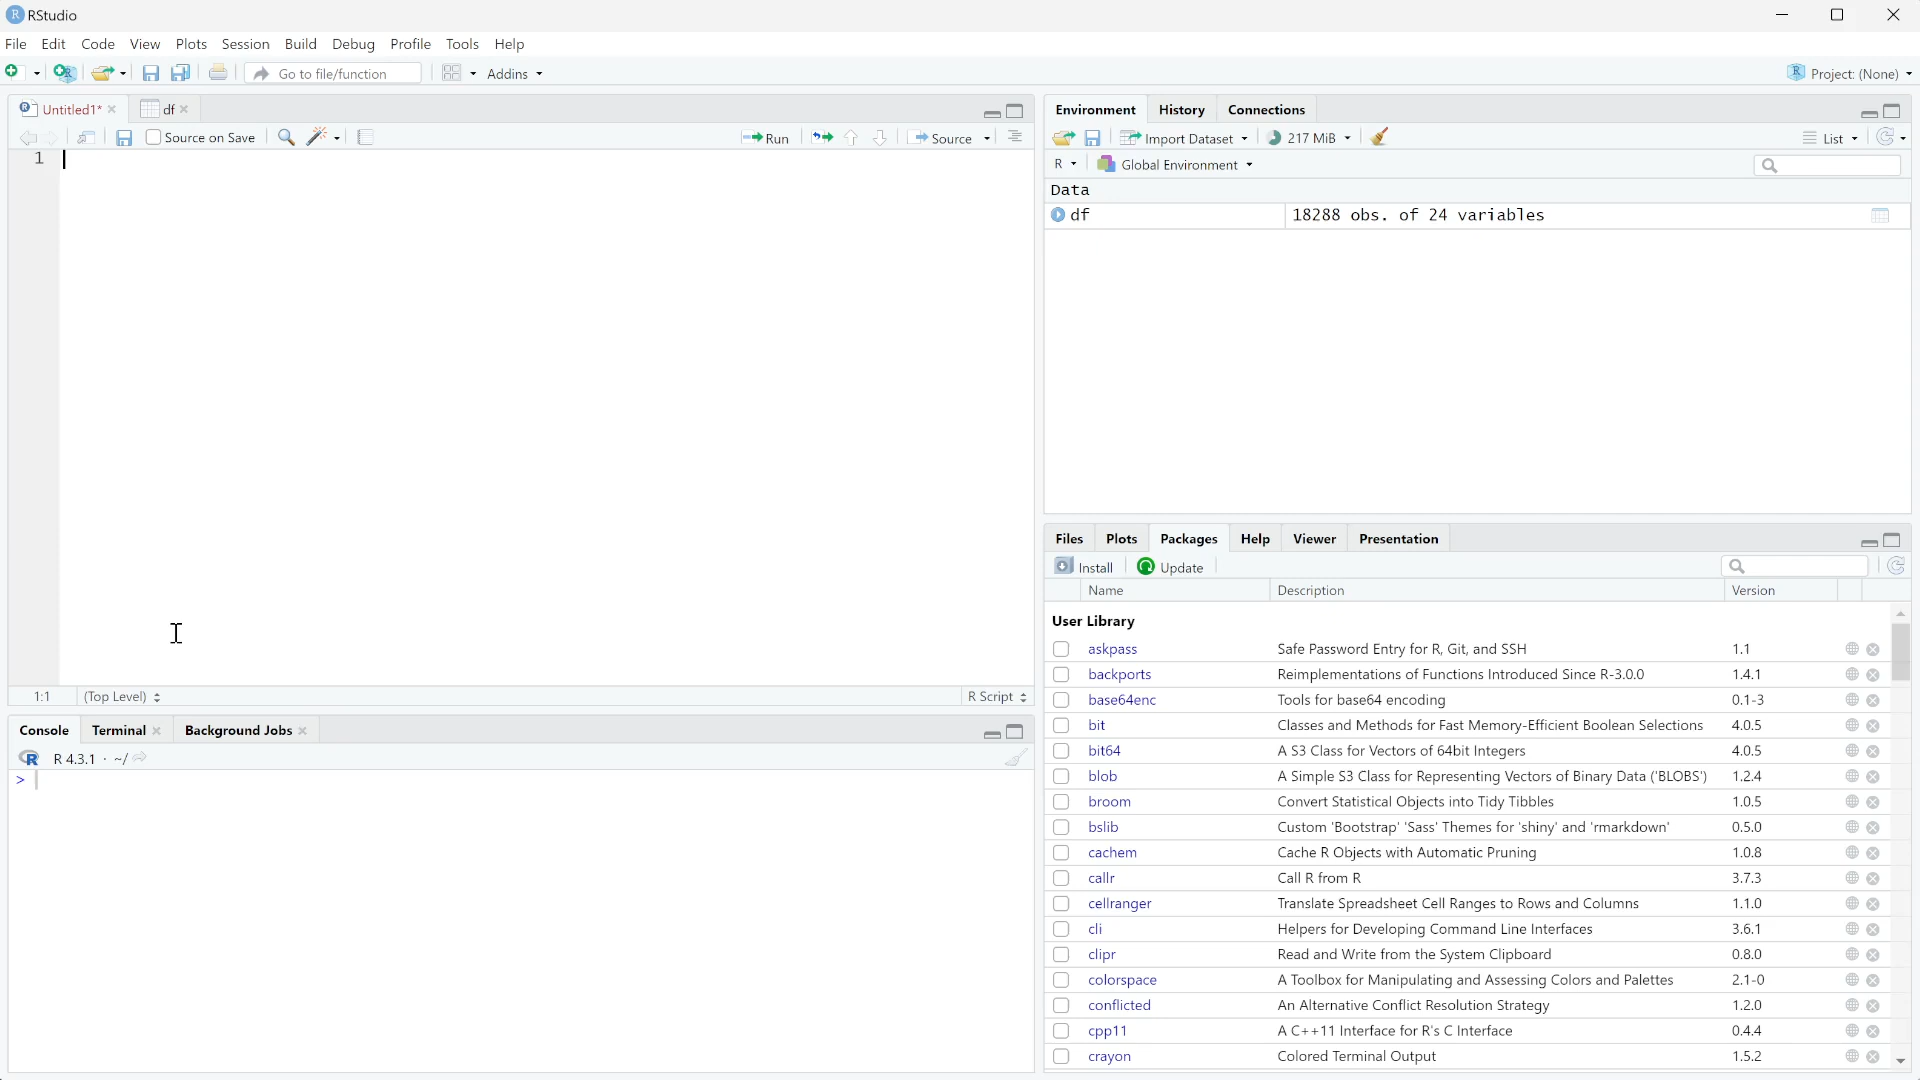 RStudio
File Edit Code View Plots Session Build Debug Profile Tools Help
Go to file/function Addins Project: (None)
Untitled1* df
Source on Save Run Source
1
1:1 (Top Level) R Script
Console Terminal Background Jobs
R 4.3.1 · ~/
>
Environment History Connections
Import Dataset 217 MiB List
R Global Environment
Data
df 18288 obs. of 24 variables
Files Plots Packages Help Viewer Presentation
Install Update
Name Description Version
User Library
askpass Safe Password Entry for R, Git, and SSH 1.1
backports Reimplementations of Functions Introduced Since R-3.0.0 1.4.1
base64enc Tools for base64 encoding 0.1-3
bit Classes and Methods for Fast Memory-Efficient Boolean Selections 4.0.5
bit64 A S3 Class for Vectors of 64bit Integers 4.0.5
blob A Simple S3 Class for Representing Vectors of Binary Data ('BLOBS') 1.2.4
broom Convert Statistical Objects into Tidy Tibbles 1.0.5
bslib Custom 'Bootstrap' 'Sass' Themes for 'shiny' and 'rmarkdown' 0.5.0
cachem Cache R Objects with Automatic Pruning 1.0.8
callr Call R from R 3.7.3
cellranger Translate Spreadsheet Cell Ranges to Rows and Columns 1.1.0
cli Helpers for Developing Command Line Interfaces 3.6.1
clipr Read and Write from the System Clipboard 0.8.0
colorspace A Toolbox for Manipulating and Assessing Colors and Palettes 2.1-0
conflicted An Alternative Conflict Resolution Strategy 1.2.0
cpp11 A C++11 Interface for R's C Interface 0.4.4
crayon Colored Terminal Output 1.5.2